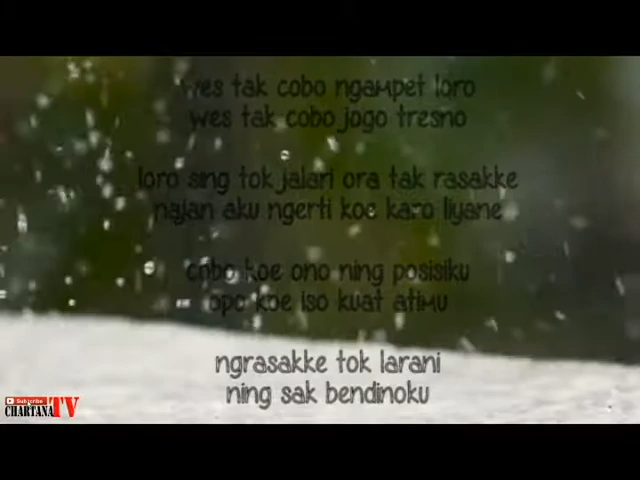 wes tak cobo ngampet loro
wes tak cobo jogo tresno
loro sing tok jalari ora tak rasakke
najan aku ngerti koe karo liyane
cobo koe ono ning posisiku
opo koe iso kuat atimu
ngrasakke tok larani
ning sak bendinoku
Subscribe
CHARTANATV